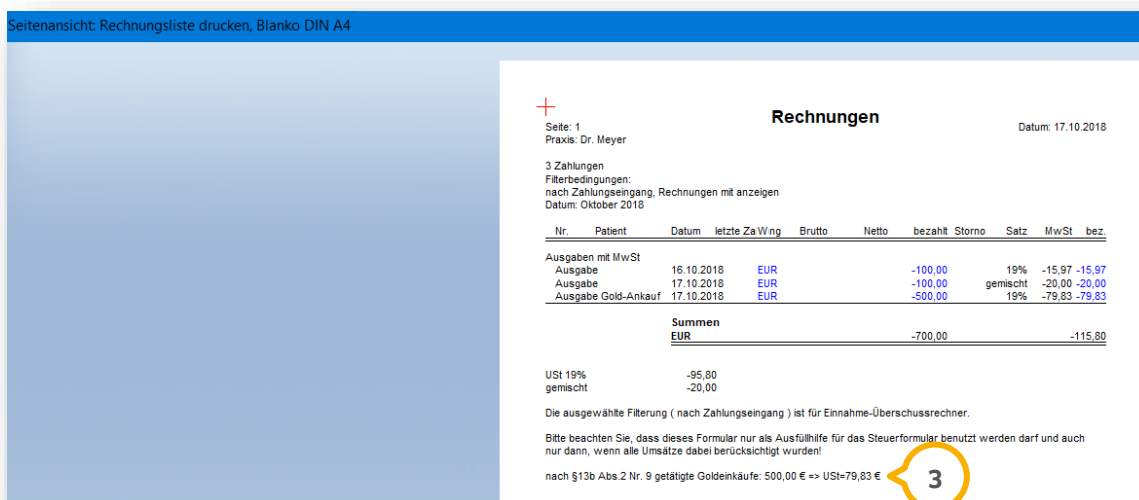 Seitenansicht: Rechnungsliste drucken, Blanko DIN A4
Rechnungen
Seite: 1 Datum: 17.10.2018
Praxis: Dr. Meyer
3 Zahlungen
Filterbedingungen:
nach Zahlungseingang, Rechnungen mit anzeigen
Datum: Oktober 2018
Nr. Patient Datum letzte Za Wng Brutto Netto bezahlt Storno Satz MwSt bez.
Ausgaben mit MwSt
Ausgabe 16.10.2018 EUR -100,00 19% -15,97 -15,97
Ausgabe 17.10.2018 EUR -100,00 gemischt -20,00 -20,00
Ausgabe Gold-Ankauf 17.10.2018 EUR -500,00 19% -79,83 -79,83
Summen
EUR -700,00 -115,80
USt 19% -95,80
gemischt -20,00
Die ausgewählte Filterung ( nach Zahlungseingang ) ist für Einnahme-Überschussrechner.
Bitte beachten Sie, dass dieses Formular nur als Ausfüllhilfe für das Steuerformular benutzt werden darf und auch
nur dann, wenn alle Umsätze dabei berücksichtigt wurden!
nach §13b Abs.2 Nr. 9 getätigte Goldeinkäufe: 500,00 € => USt=79,83 €
3